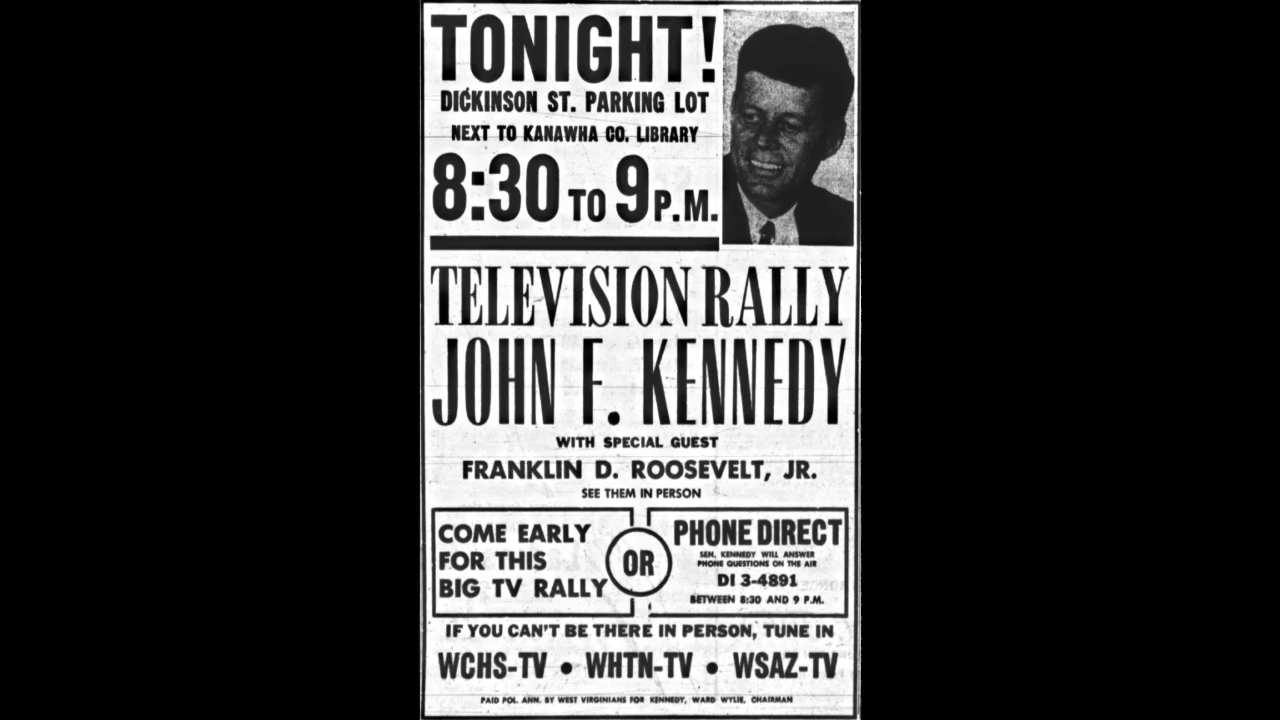 TONIGHT!
DICKINSON ST. PARKING LOT
NEXT TO KANAWHA CO. LIBRARY
8:30 TO 9 P.M.
TELEVISION RALLY
JOHN F. KENNEDY
WITH SPECIAL GUEST
FRANKLIN D. ROOSEVELT, JR.
SEE THEM IN PERSON
COME EARLY
FOR THIS
BIG TV RALLY
OR
PHONE DIRECT
SEN. KENNEDY WILL ANSWER
PHONE QUESTIONS ON THE AIR
DI 3-4891
BETWEEN 8:30 AND 9 P.M.
IF YOU CAN'T BE THERE IN PERSON, TUNE IN
WCHS-TV • WHTN-TV • WSAZ-TV
PAID POL. ANN. BY WEST VIRGINIANS FOR KENNEDY, WARD WYLIE, CHAIRMAN